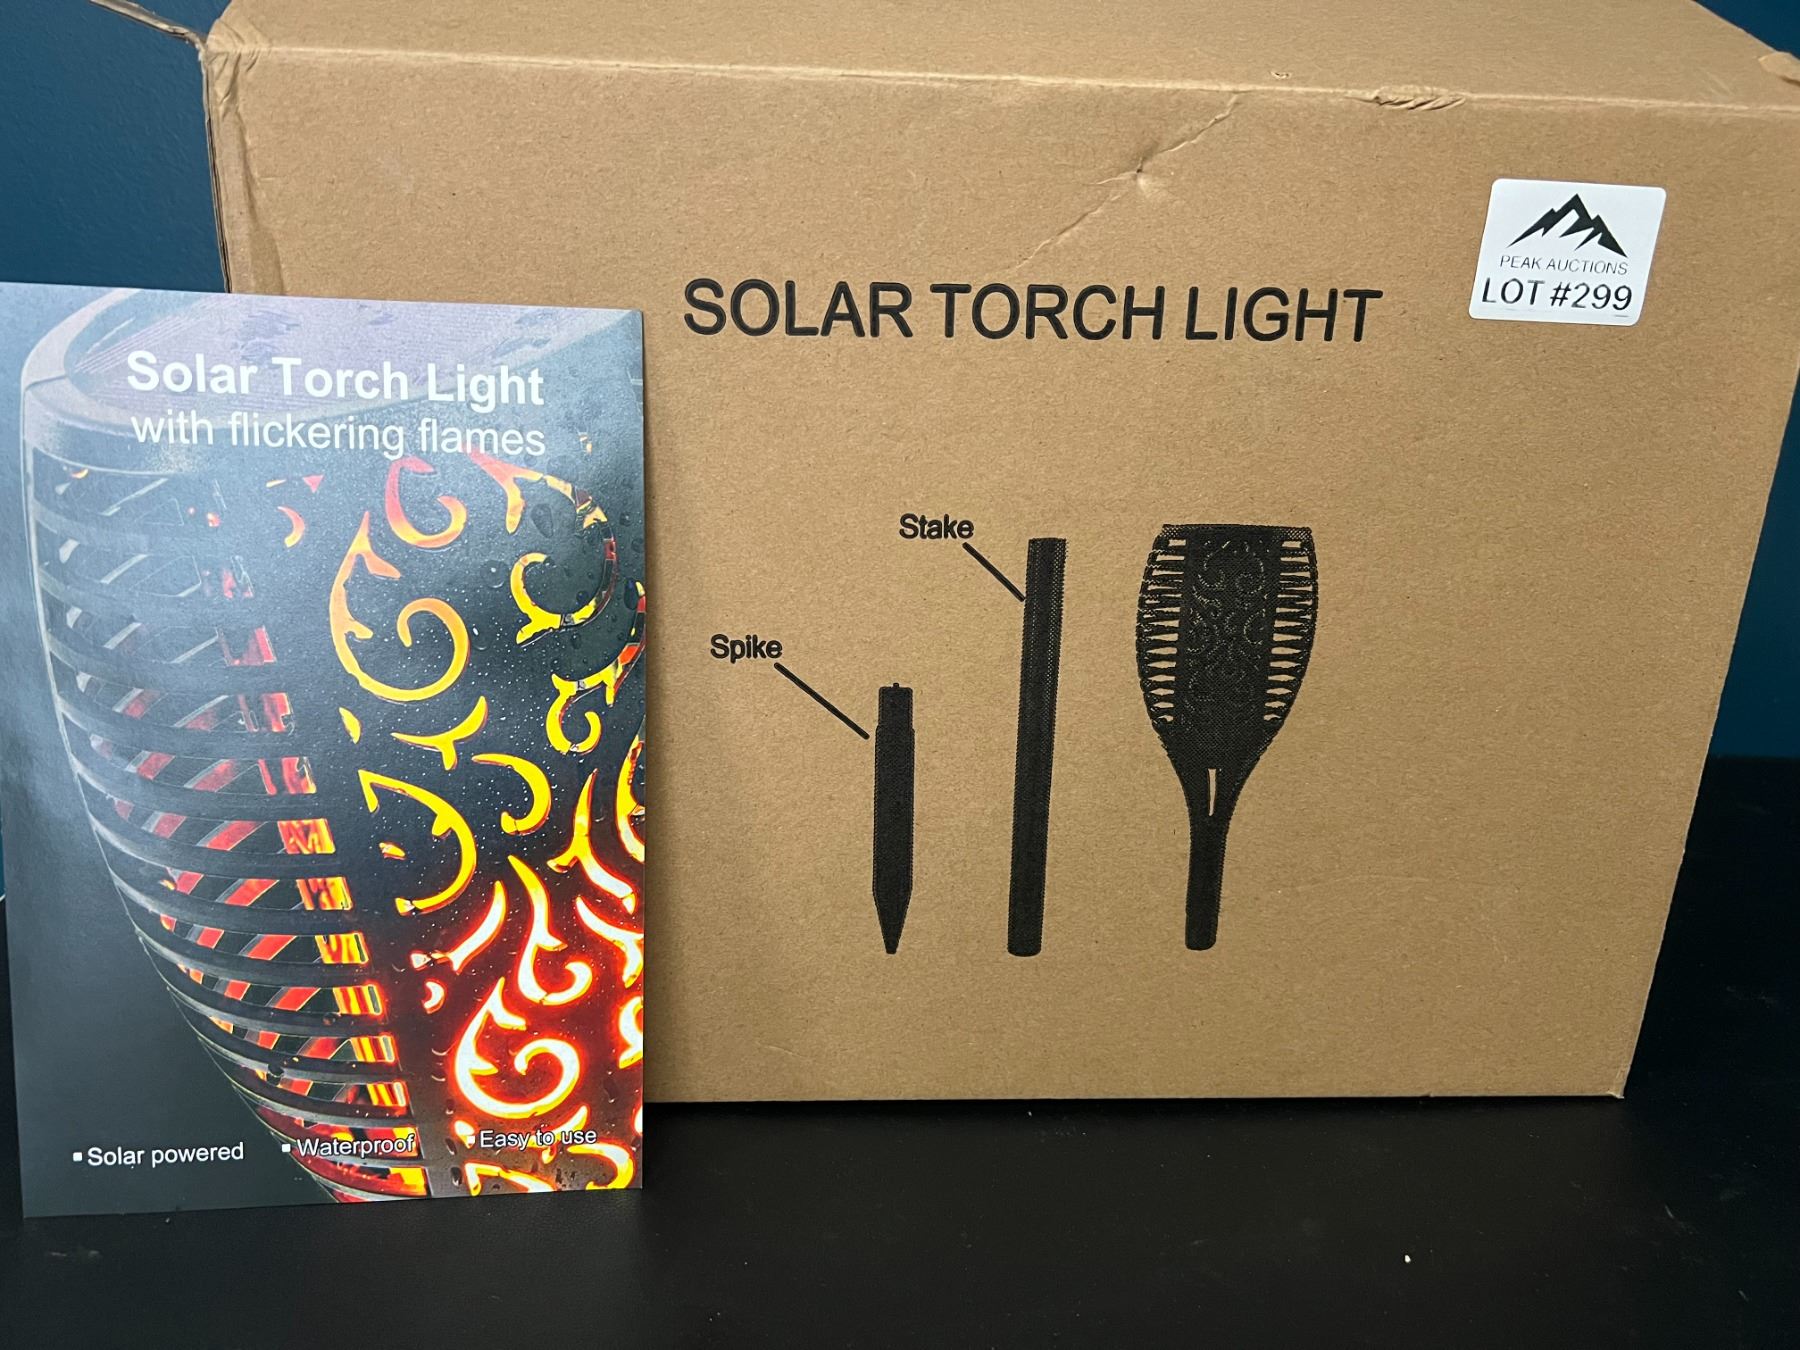 SOLAR TORCH LIGHT
PEAK AUCTIONS
LOT #299
Stake
Spike
Solar Torch Light
with flickering flames
▪ Solar powered ▪ Waterproof ▪ Easy to use